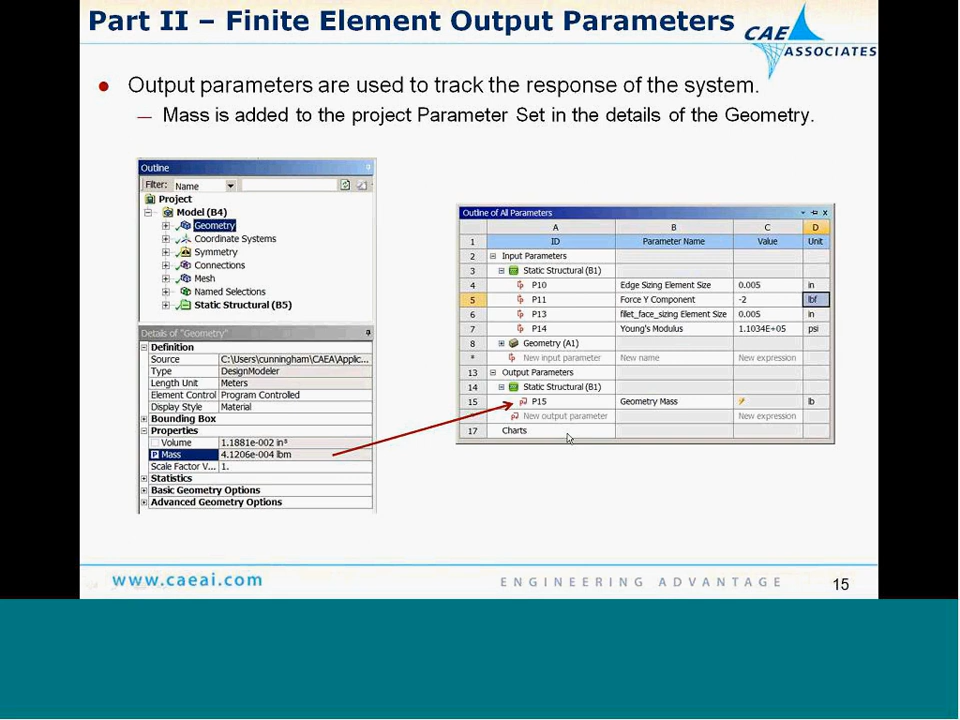 Part II – Finite Element Output Parameters
CAE ASSOCIATES
Output parameters are used to track the response of the system.
Mass is added to the project Parameter Set in the details of the Geometry.
Outline
Filter: Name
Project
Model (B4)
Geometry
Coordinate Systems
Symmetry
Connections
Mesh
Named Selections
Static Structural (B5)
Details of "Geometry"
Definition
Source C:\Users\cunningham\CAEA\Applic...
Type DesignModeler
Length Unit Meters
Element Control Program Controlled
Display Style Material
Bounding Box
Properties
Volume 1.1881e-002 in³
P Mass 4.1206e-004 lbm
Scale Factor V... 1.
Statistics
Basic Geometry Options
Advanced Geometry Options
Outline of All Parameters
A B C D
1 ID Parameter Name Value Unit
2 Input Parameters
3 Static Structural (B1)
4 P10 Edge Sizing Element Size 0.005 in
5 P11 Force Y Component -2 lbf
6 P13 fillet_face_sizing Element Size 0.005 in
7 P14 Young's Modulus 1.1034E+05 psi
8 Geometry (A1)
* New input parameter New name New expression
13 Output Parameters
14 Static Structural (B1)
15 P15 Geometry Mass lb
New output parameter New expression
17 Charts
www.caeai.com
ENGINEERING ADVANTAGE
15